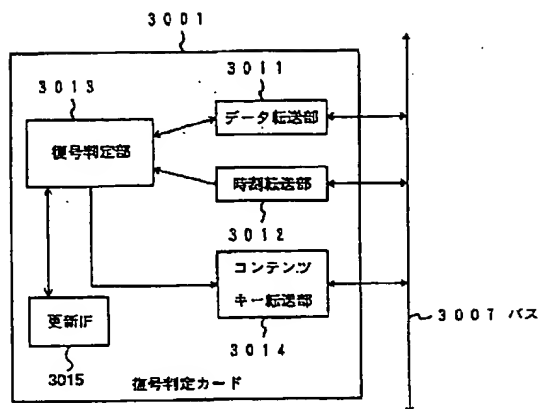 3001
3013
3011
データ転送部
復号判定部
時刻転送部
3012
コンテンツ
キー転送部
更新IF
3007 バス
3014
3015
復号判定カード